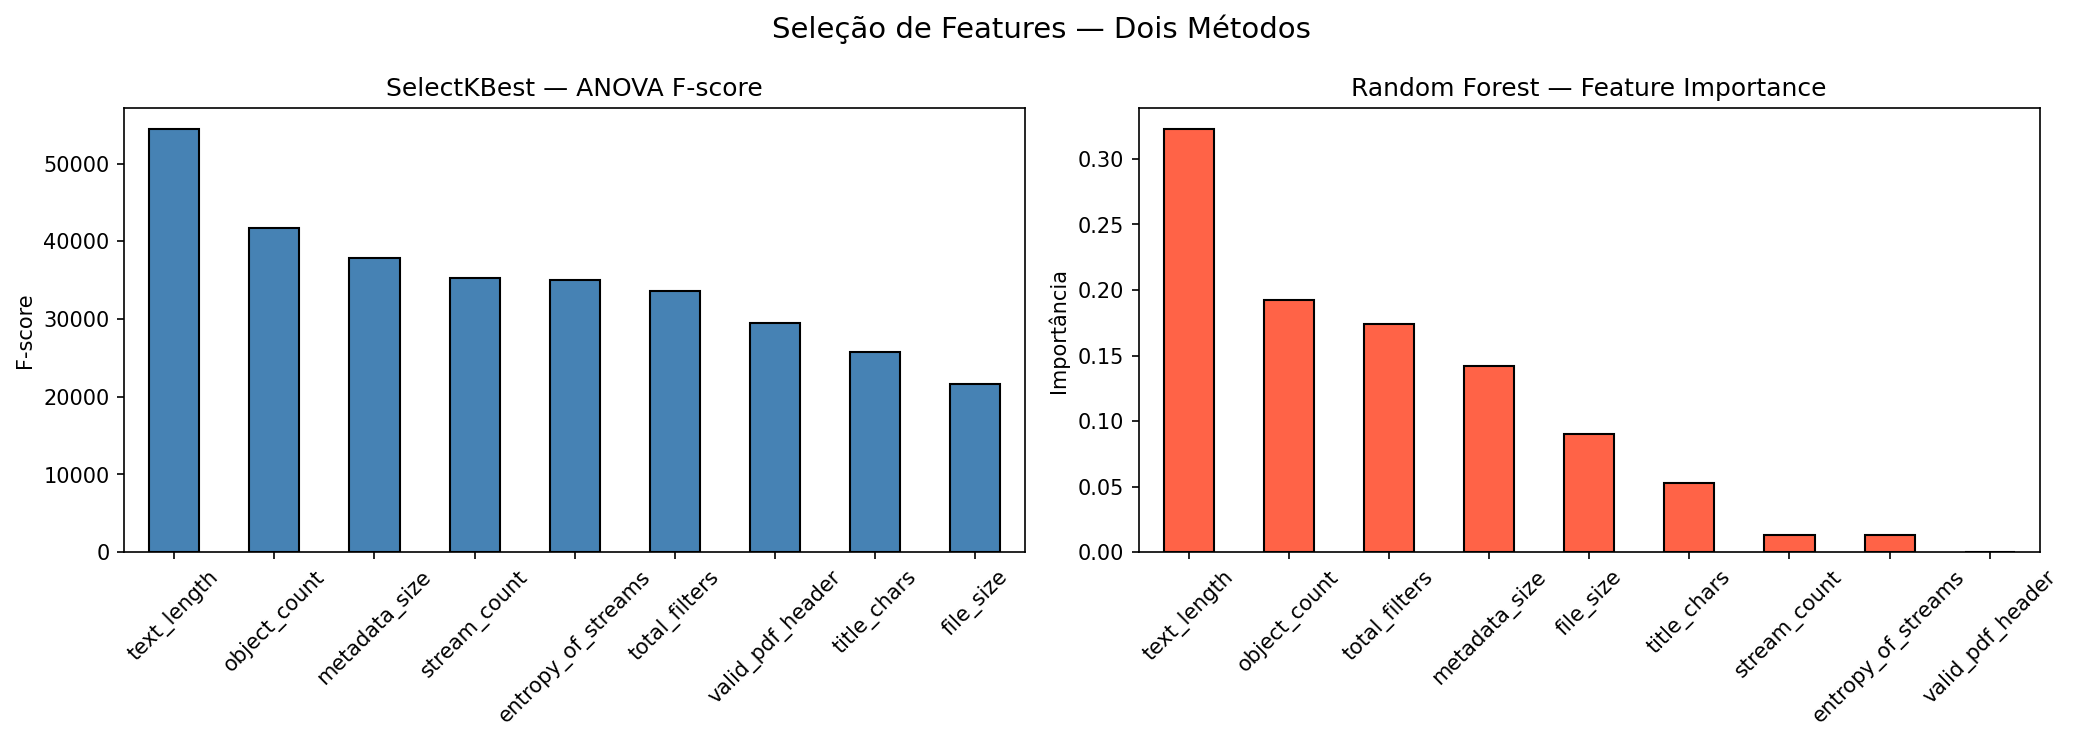 Seleção de Features — Dois Métodos
SelectKBest — ANOVA F-score
F-score
50000
40000
30000
20000
10000
0
text_length
object_count
metadata_size
stream_count
entropy_of_streams
total_filters
valid_pdf_header
title_chars
file_size
Random Forest — Feature Importance
Importância
0.30
0.25
0.20
0.15
0.10
0.05
0.00
text_length
object_count
total_filters
metadata_size
file_size
title_chars
stream_count
entropy_of_streams
valid_pdf_header